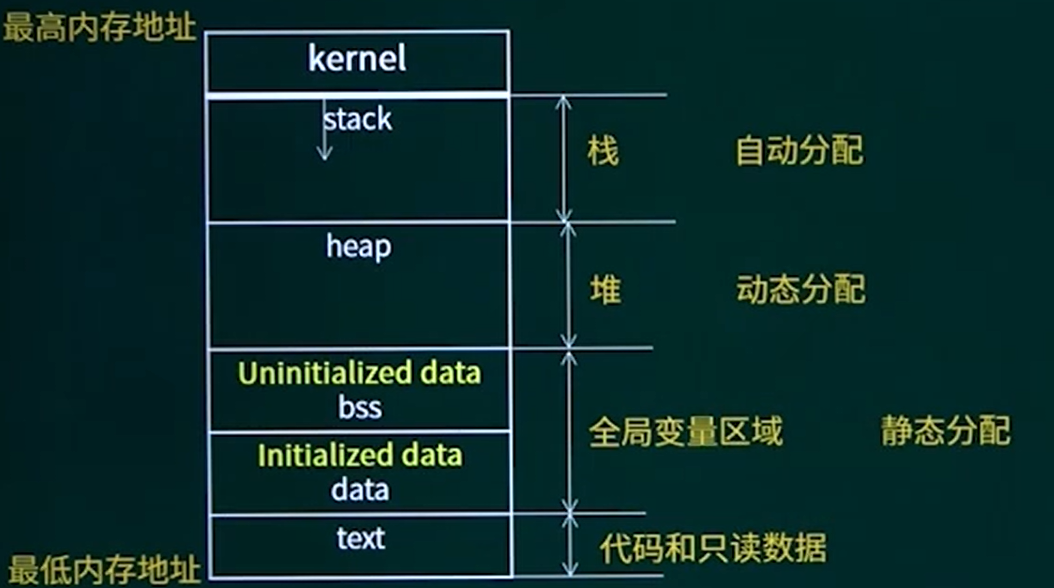 最高内存地址
kernel
stack
栈 自动分配
heap
堆 动态分配
Uninitialized data
bss
全局变量区域 静态分配
Initialized data
data
text
代码和只读数据
最低内存地址